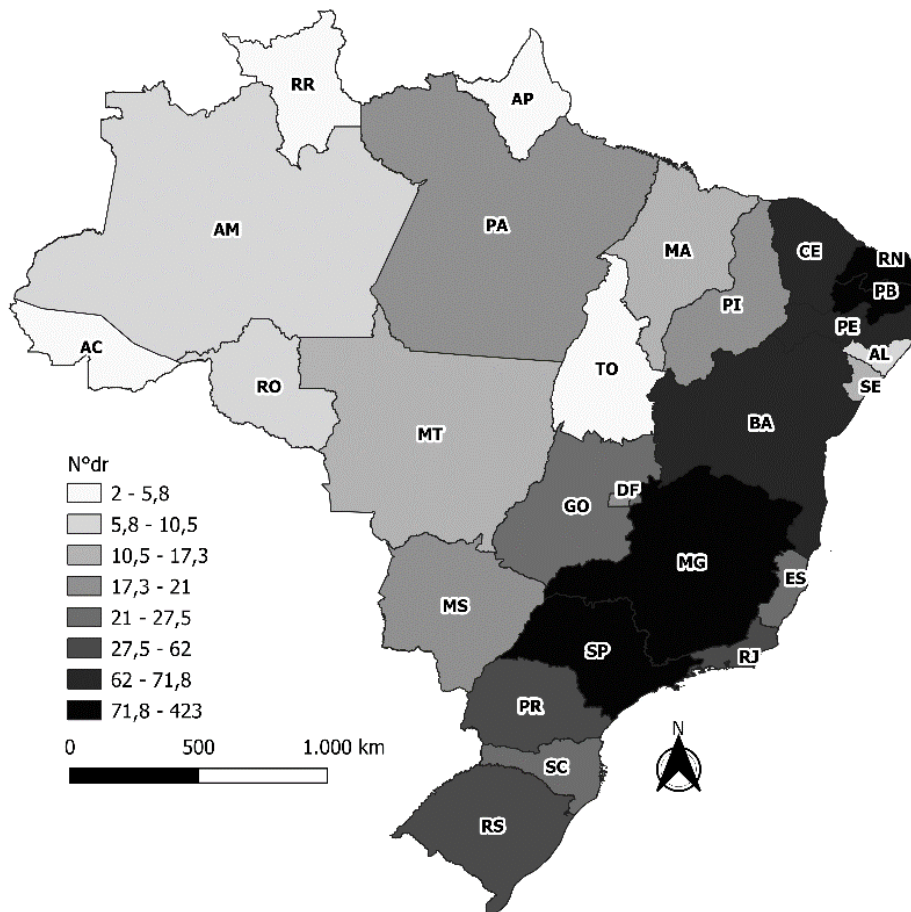 RR
AP
AM
PA
MA
CE
RN
PB
PI
PE
AC
AL
TO
SE
RO
BA
MT
DF
GO
MG
ES
MS
SP
RJ
PR
SC
RS
N°dr
2 - 5,8
5,8 - 10,5
10,5 - 17,3
17,3 - 21
21 - 27,5
27,5 - 62
62 - 71,8
71,8 - 423
0 500 1.000 km
N